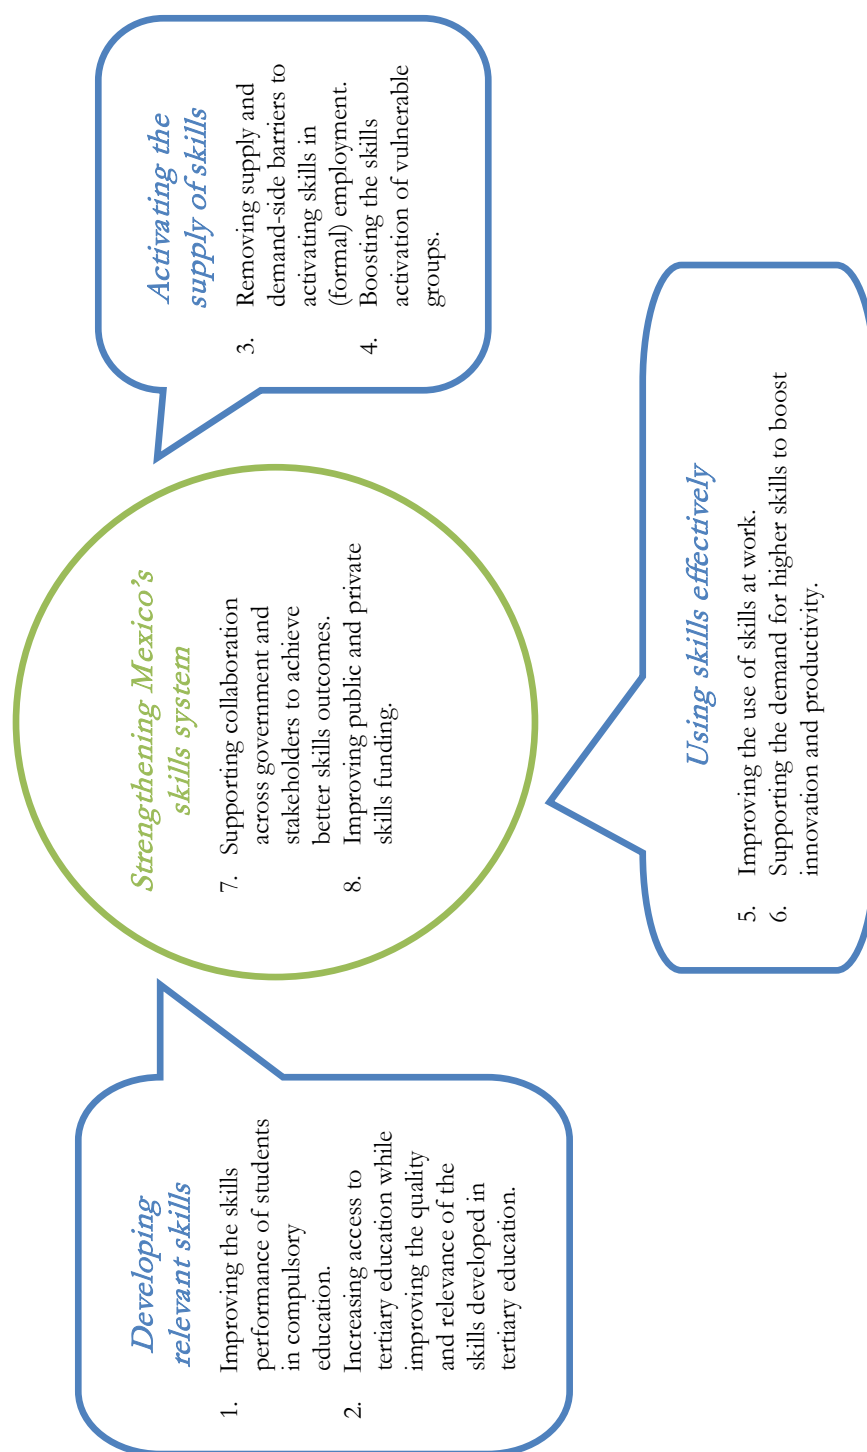 Developing
relevant skills
1. Improving the skills
performance of students
in compulsory
education.
2. Increasing access to
tertiary education while
improving the quality
and relevance of the
skills developed in
tertiary education.
Strengthening Mexico’s
skills system
7. Supporting collaboration
across government and
stakeholders to achieve
better skills outcomes.
8. Improving public and private
skills funding.
Activating the
supply of skills
3. Removing supply and
demand-side barriers to
activating skills in
(formal) employment.
4. Boosting the skills
activation of vulnerable
groups.
Using skills effectively
5. Improving the use of skills at work.
6. Supporting the demand for higher skills to boost
innovation and productivity.